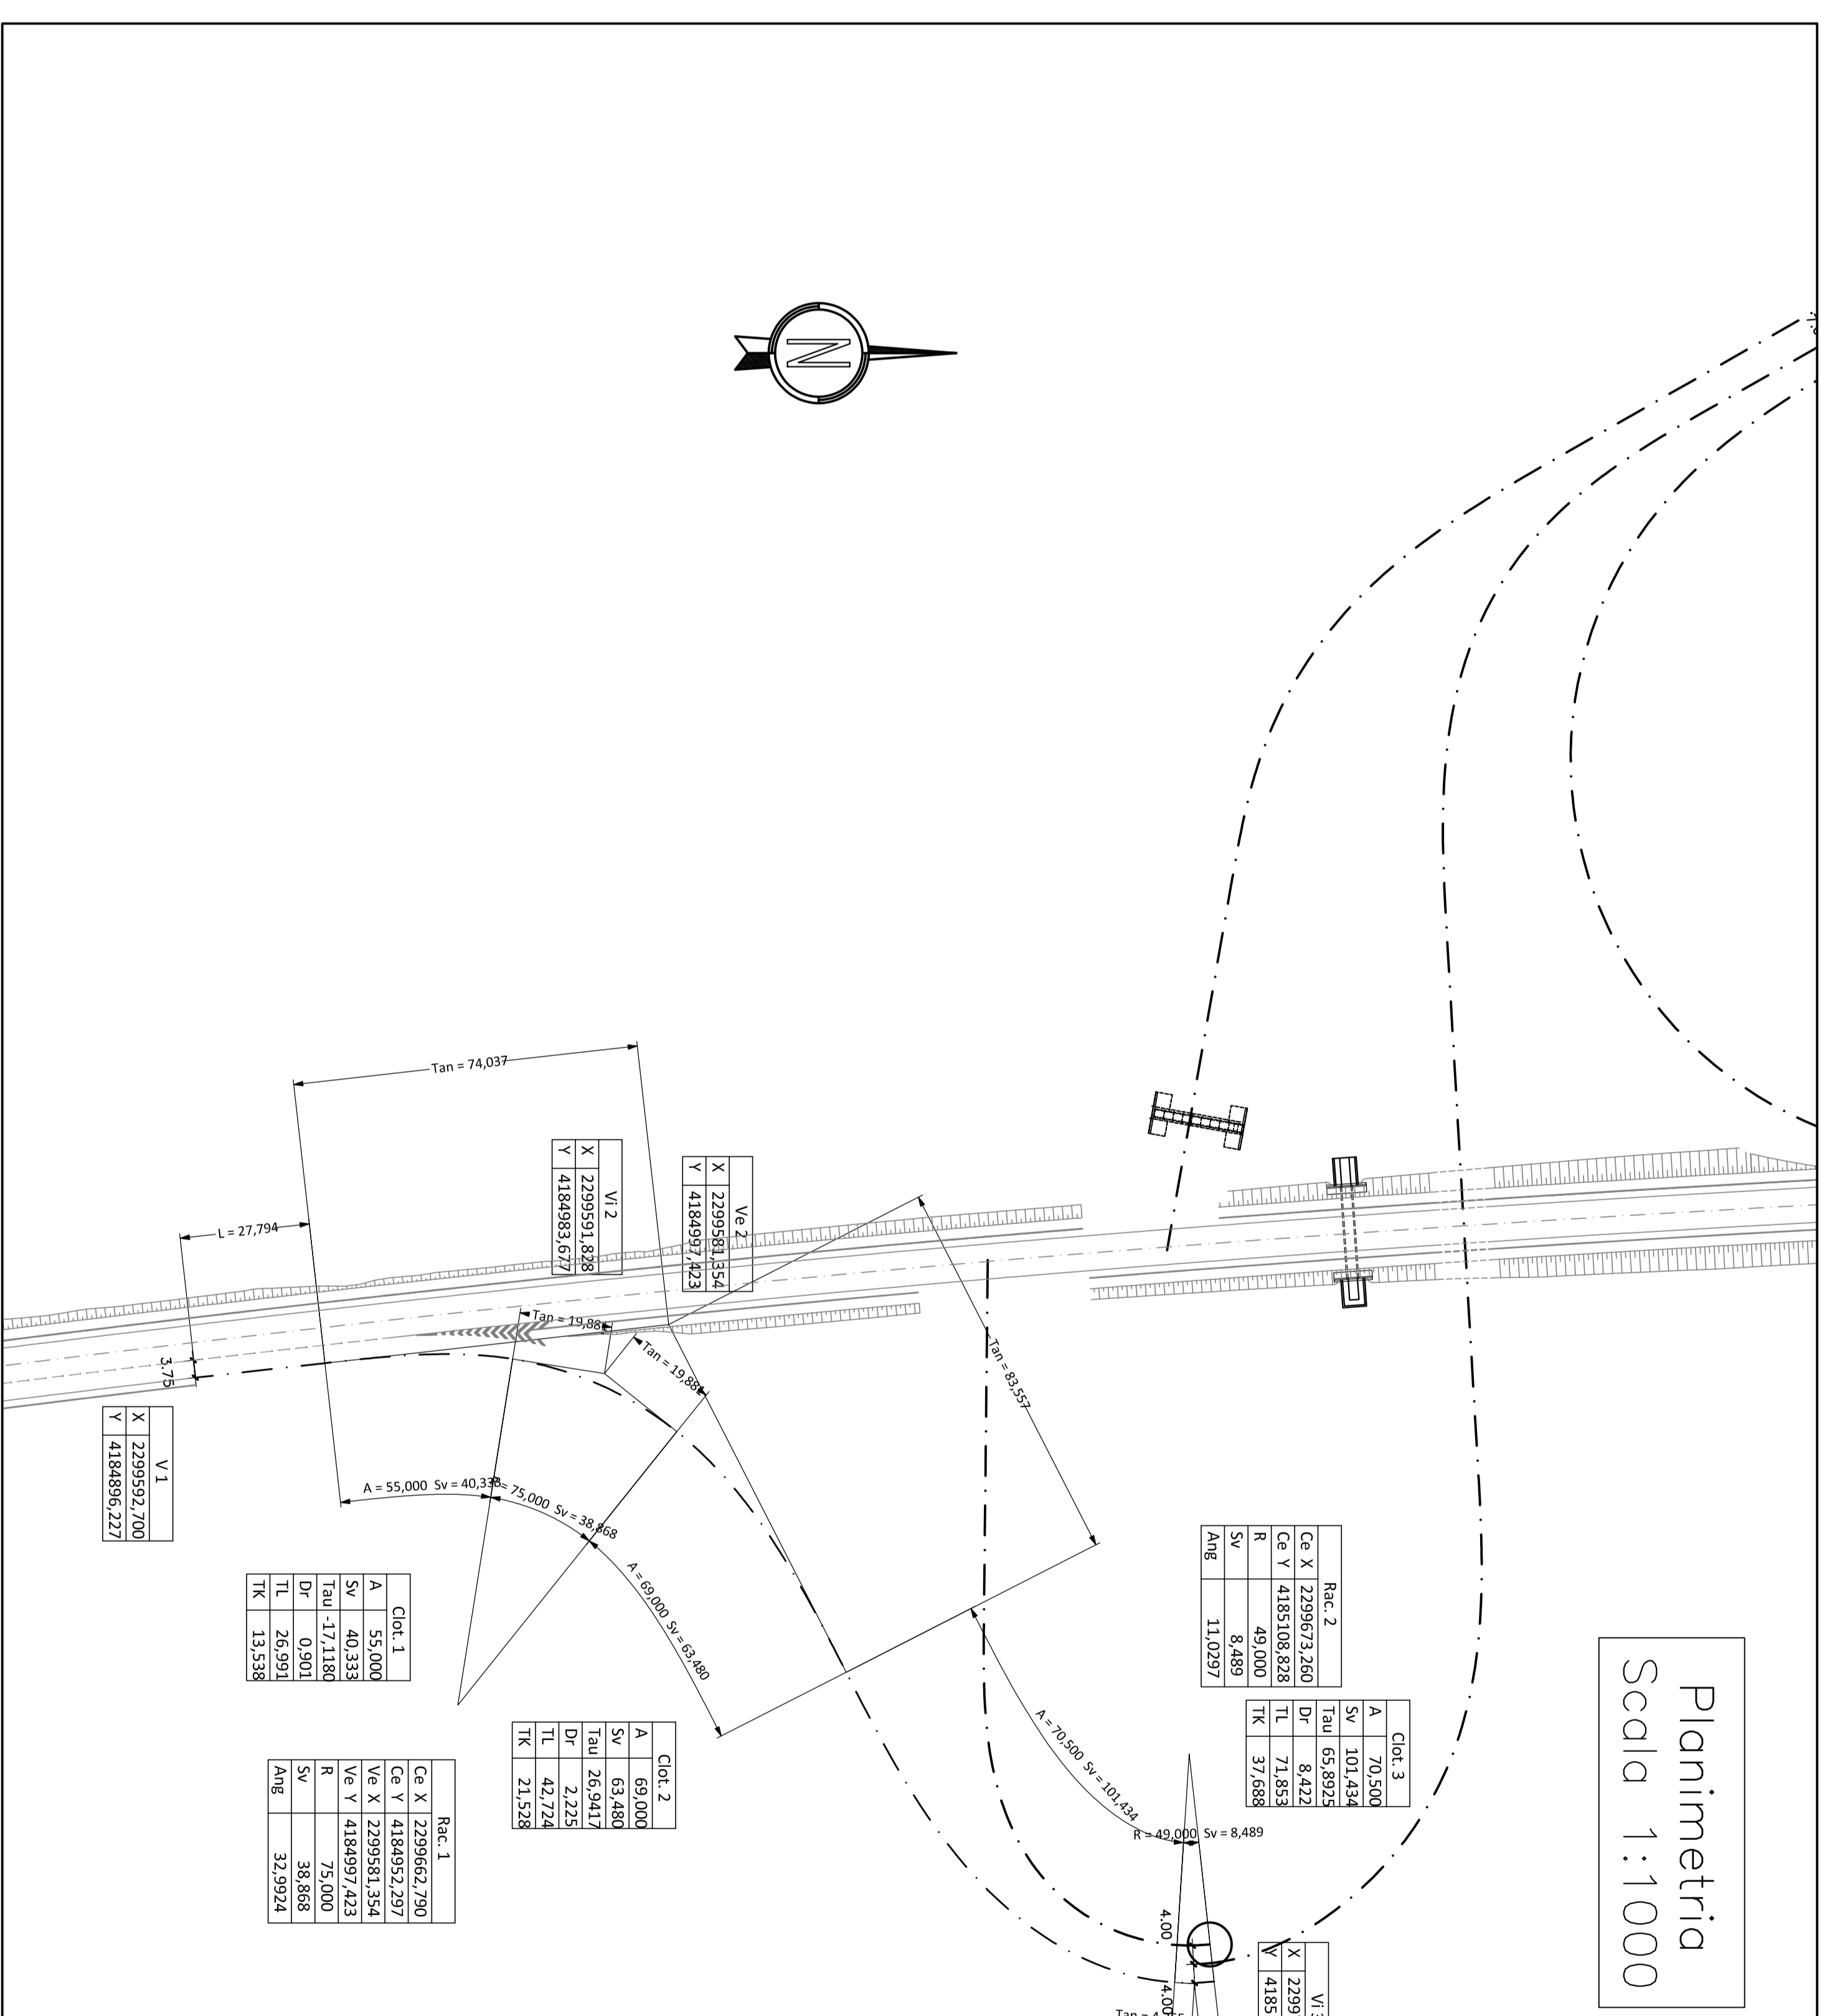 Planimetria
Scala 1:1000
N
Tan = 74,037
L = 27,794
3.75
V 1
X 2299592,700
Y 4184896,227
Vi 2
X 2299591,828
Y 4184983,677
Ve 2
X 2299581,354
Y 4184997,423
Tan = 83,557
A = 55,000 Sv = 40,333
R = 75,000 Sv = 38,868
A = 69,000 Sv = 63,480
A = 70,500 Sv = 101,434
R = 49,000 Sv = 8,489
Clot. 1
A 55,000
Sv 40,333
Tau -17,1180
Dr 0,901
TL 26,991
TK 13,538
Rac. 1
Ce X 2299662,790
Ce Y 4184952,297
Ve X 2299581,354
Ve Y 4184997,423
R 75,000
Sv 38,868
Ang 32,9924
Clot. 2
A 69,000
Sv 63,480
Tau 26,9417
Dr 2,225
TL 42,724
TK 21,528
Rac. 2
Ce X 2299673,260
Ce Y 4185108,828
R 49,000
Sv 8,489
Ang 11,0297
Clot. 3
A 70,500
Sv 101,434
Tau 65,8925
Dr 8,422
TL 71,853
TK 37,688
4.00
4.00
X
Y